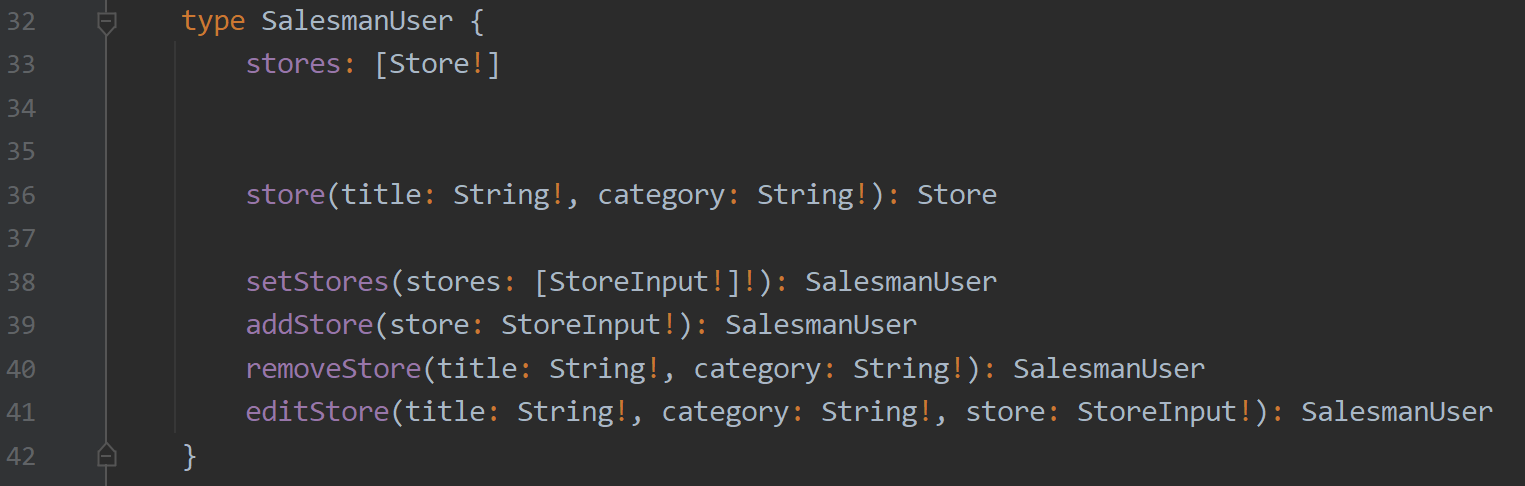 32 type SalesmanUser {
33 stores: [Store!]
34
35
36 store(title: String!, category: String!): Store
37
38 setStores(stores: [StoreInput!]!): SalesmanUser
39 addStore(store: StoreInput!): SalesmanUser
40 removeStore(title: String!, category: String!): SalesmanUser
41 editStore(title: String!, category: String!, store: StoreInput!): SalesmanUser
42 }